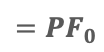 = PF₀